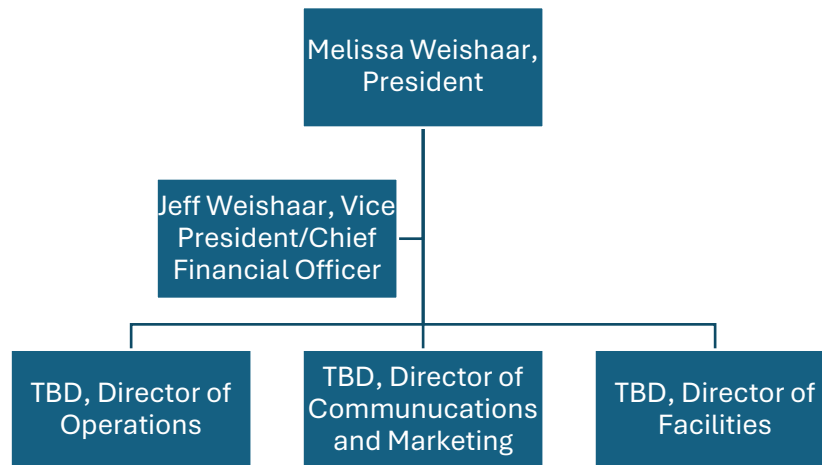 Melissa Weishaar,
President
Jeff Weishaar, Vice
President/Chief
Financial Officer
TBD, Director of
Operations
TBD, Director of
Communucations
and Marketing
TBD, Director of
Facilities